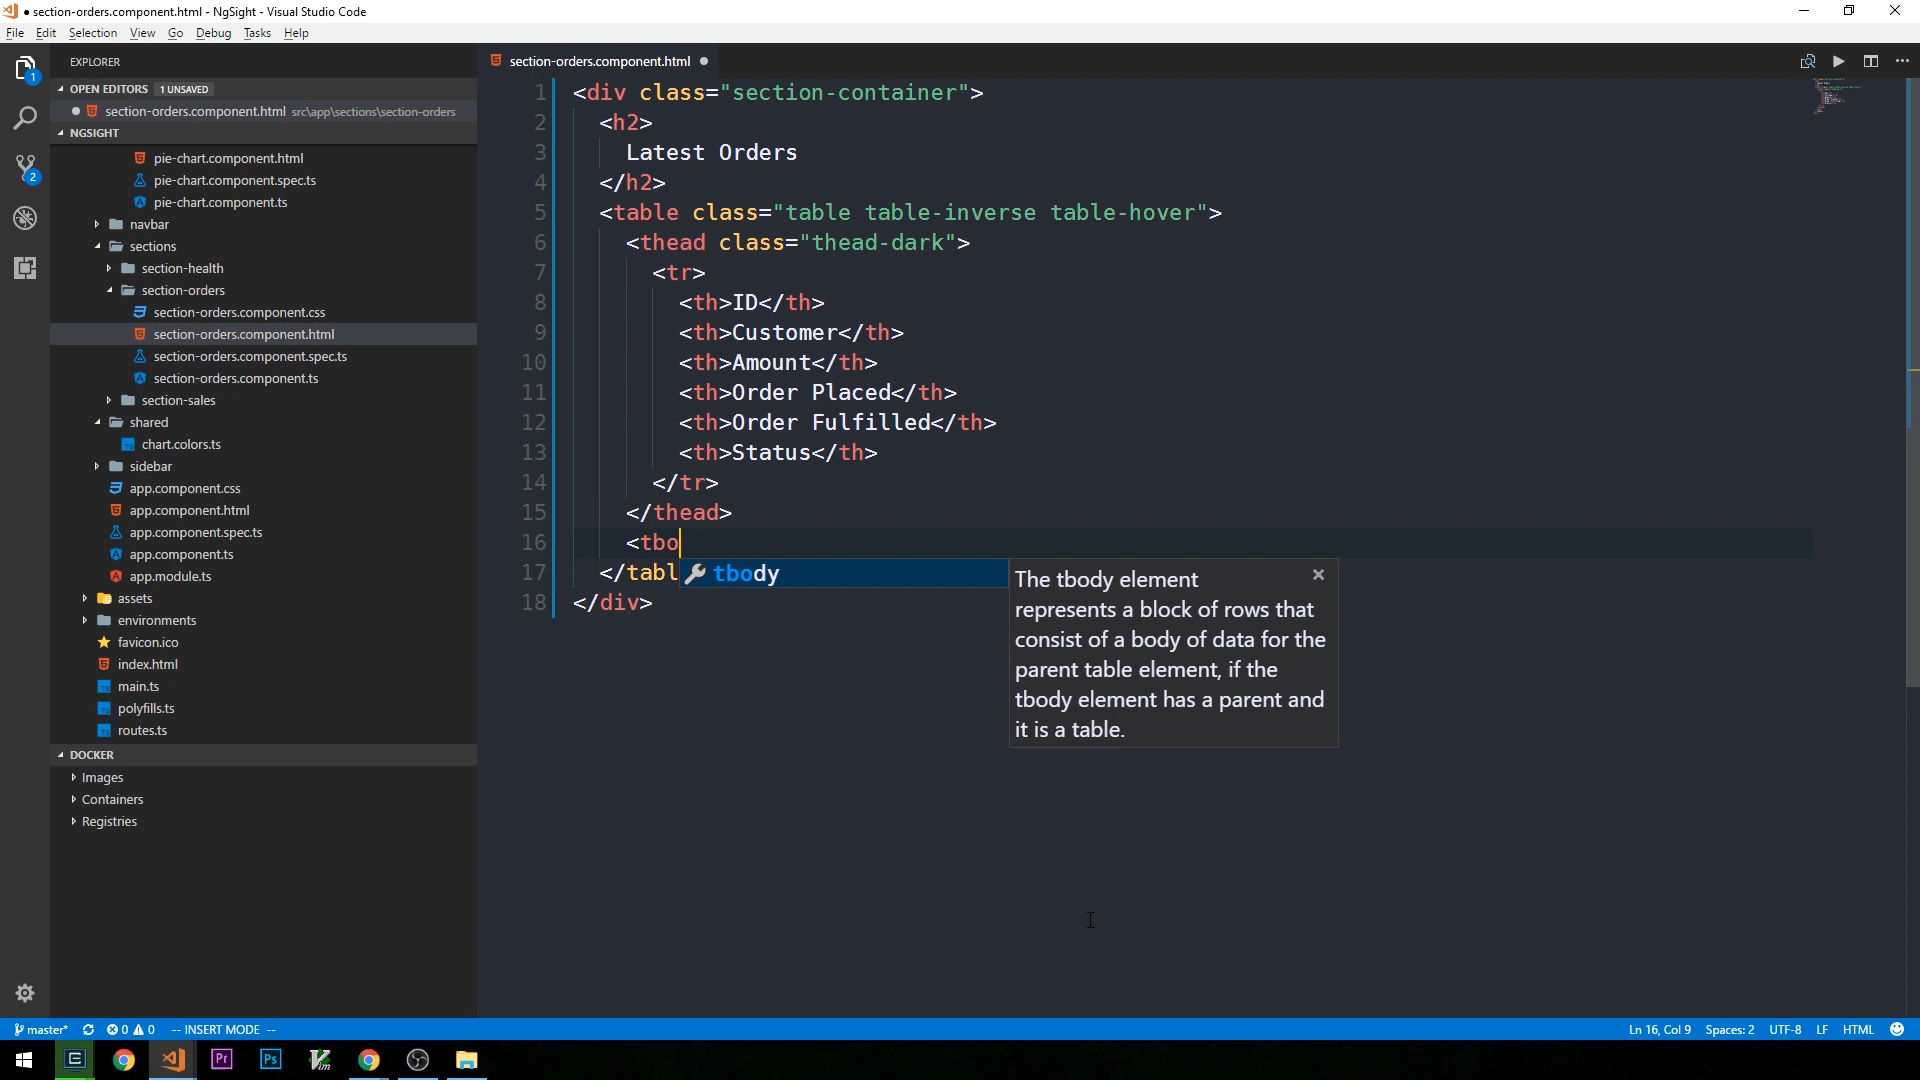 section-orders.component.html - NgSight - Visual Studio Code
File Edit Selection View Go Debug Tasks Help
EXPLORER
OPEN EDITORS 1 UNSAVED
section-orders.component.html src\app\sections\section-orders
NGSIGHT
pie-chart.component.html
pie-chart.component.spec.ts
pie-chart.component.ts
navbar
sections
section-health
section-orders
section-orders.component.css
section-orders.component.html
section-orders.component.spec.ts
section-orders.component.ts
section-sales
shared
chart.colors.ts
sidebar
app.component.css
app.component.html
app.component.spec.ts
app.component.ts
app.module.ts
assets
environments
favicon.ico
index.html
main.ts
polyfills.ts
routes.ts
DOCKER
Images
Containers
Registries
1
2
section-orders.component.html
1 <div class="section-container">
2 <h2>
3 Latest Orders
4 </h2>
5 <table class="table table-inverse table-hover">
6 <thead class="thead-dark">
7 <tr>
8 <th>ID</th>
9 <th>Customer</th>
10 <th>Amount</th>
11 <th>Order Placed</th>
12 <th>Order Fulfilled</th>
13 <th>Status</th>
14 </tr>
15 </thead>
16 <tbo
17 </tabl
18 </div>
tbody
The tbody element
represents a block of rows that
consist of a body of data for the
parent table element, if the
tbody element has a parent and
it is a table.
master* 0 0 -- INSERT MODE -- Ln 16, Col 9 Spaces: 2 UTF-8 LF HTML
Pr Ps Vim